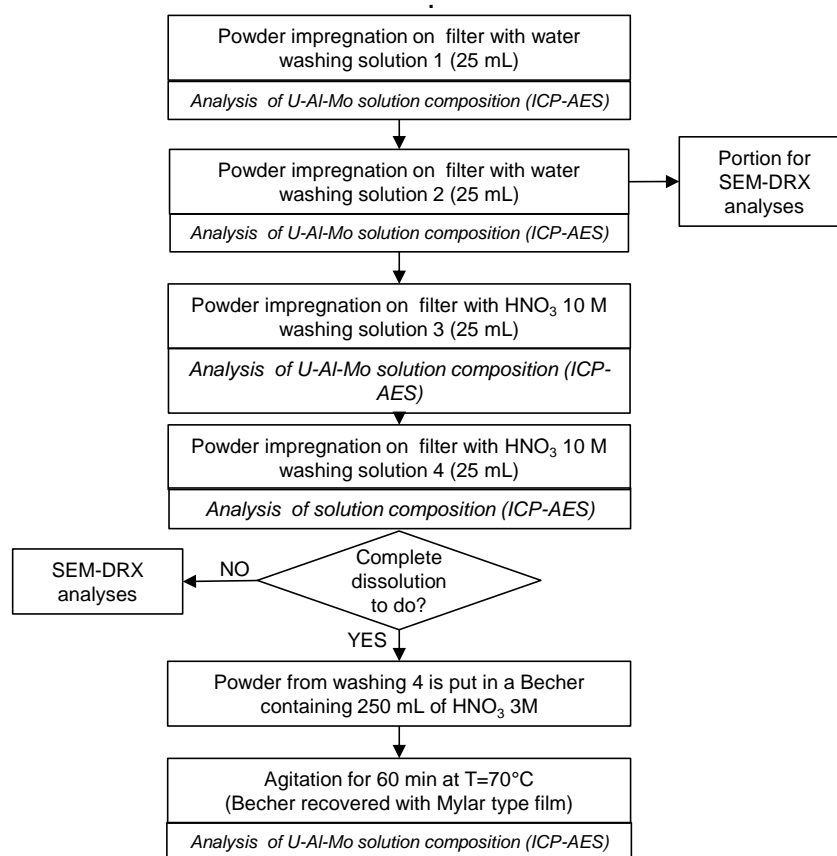 Powder impregnation on filter with water
washing solution 1 (25 mL)
Analysis of U-Al-Mo solution composition (ICP-AES)
Powder impregnation on filter with water
washing solution 2 (25 mL)
Analysis of U-Al-Mo solution composition (ICP-AES)
Portion for
SEM-DRX
analyses
Powder impregnation on filter with HNO₃ 10 M
washing solution 3 (25 mL)
Analysis of U-Al-Mo solution composition (ICP-
AES)
Powder impregnation on filter with HNO₃ 10 M
washing solution 4 (25 mL)
Analysis of solution composition (ICP-AES)
Complete
dissolution
to do?
NO
SEM-DRX
analyses
YES
Powder from washing 4 is put in a Becher
containing 250 mL of HNO₃ 3M
Agitation for 60 min at T=70°C
(Becher recovered with Mylar type film)
Analysis of U-Al-Mo solution composition (ICP-AES)